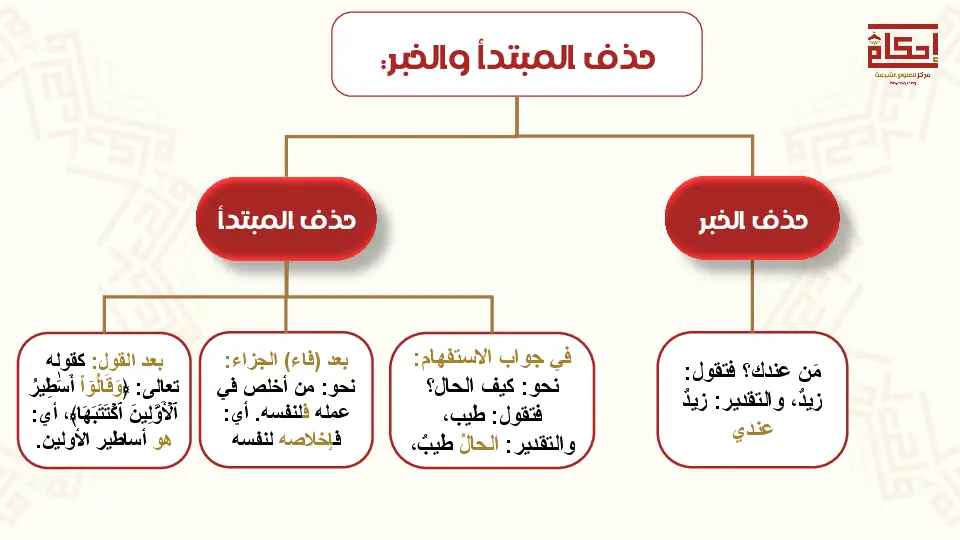 حذف المبتدأ والخبر:
إحكام
مركز للعلوم الشرعية
حذف الخبر
حذف المبتدأ
مَن عندك؟ فتقول:
زيدٌ، والتقدير: زيدٌ
عندي
في جواب الاستفهام:
نحو: كيف الحال؟
فتقول: طيب،
والتقدير: الحالُ طيبٌ،
بعد (فاء) الجزاء:
نحو: من أخلص في
عمله فلنفسه. أي:
فإخلاصه لنفسه
بعد القول: كقوله
تعالى: ﴿وَقَالُوٓاْ أَسَٰطِيرُ
ٱلۡأَوَّلِينَ ٱكۡتَتَبَهَا﴾، أي:
هو أساطير الأولين.